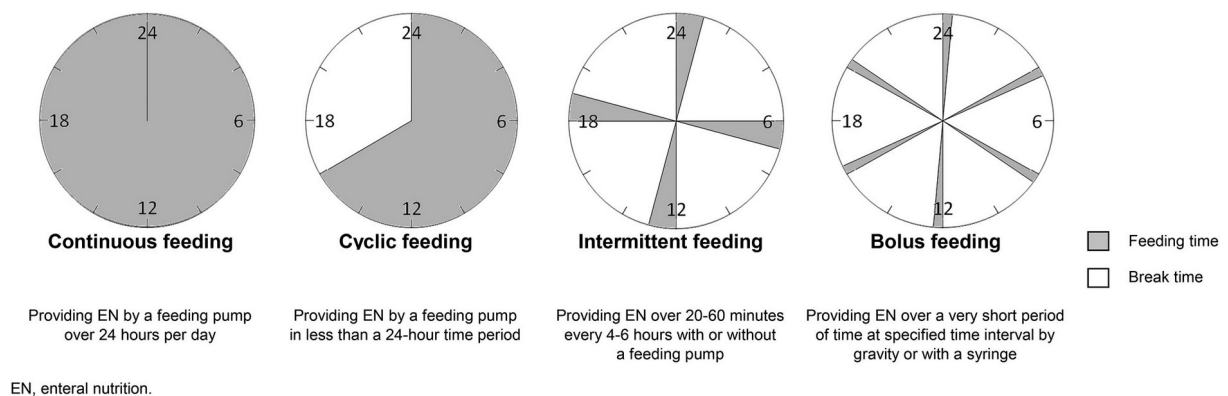 24
18
6
12
24
18
6
12
24
18
6
12
24
18
6
12
Continuous feeding
Cyclic feeding
Intermittent feeding
Bolus feeding
Feeding time
Break time
Providing EN by a feeding pump
over 24 hours per day
Providing EN by a feeding pump
in less than a 24-hour time period
Providing EN over 20-60 minutes
every 4-6 hours with or without
a feeding pump
Providing EN over a very short period
of time at specified time interval by
gravity or with a syringe
EN, enteral nutrition.